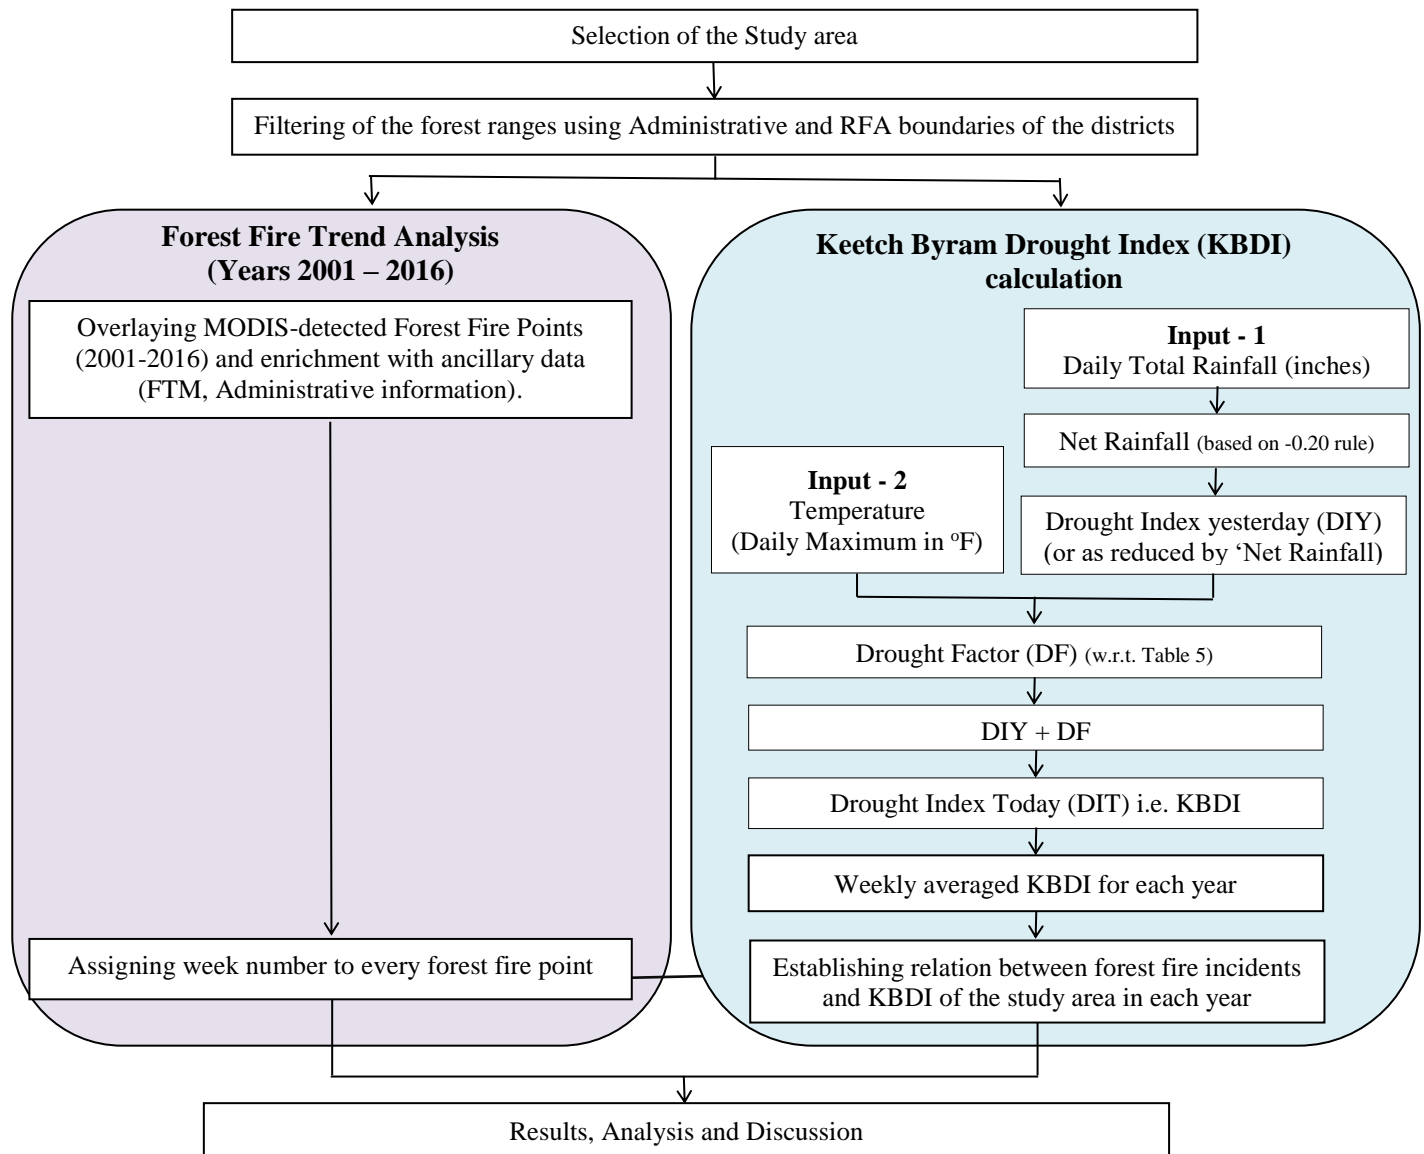 Selection of the Study area
Filtering of the forest ranges using Administrative and RFA boundaries of the districts
Forest Fire Trend Analysis
(Years 2001 – 2016)
Overlaying MODIS-detected Forest Fire Points
(2001-2016) and enrichment with ancillary data
(FTM, Administrative information).
Assigning week number to every forest fire point
Keetch Byram Drought Index (KBDI)
calculation
Input - 1
Daily Total Rainfall (inches)
Net Rainfall (based on -0.20 rule)
Input - 2
Temperature
(Daily Maximum in °F)
Drought Index yesterday (DIY)
(or as reduced by ‘Net Rainfall)
Drought Factor (DF) (w.r.t. Table 5)
DIY + DF
Drought Index Today (DIT) i.e. KBDI
Weekly averaged KBDI for each year
Establishing relation between forest fire incidents
and KBDI of the study area in each year
Results, Analysis and Discussion